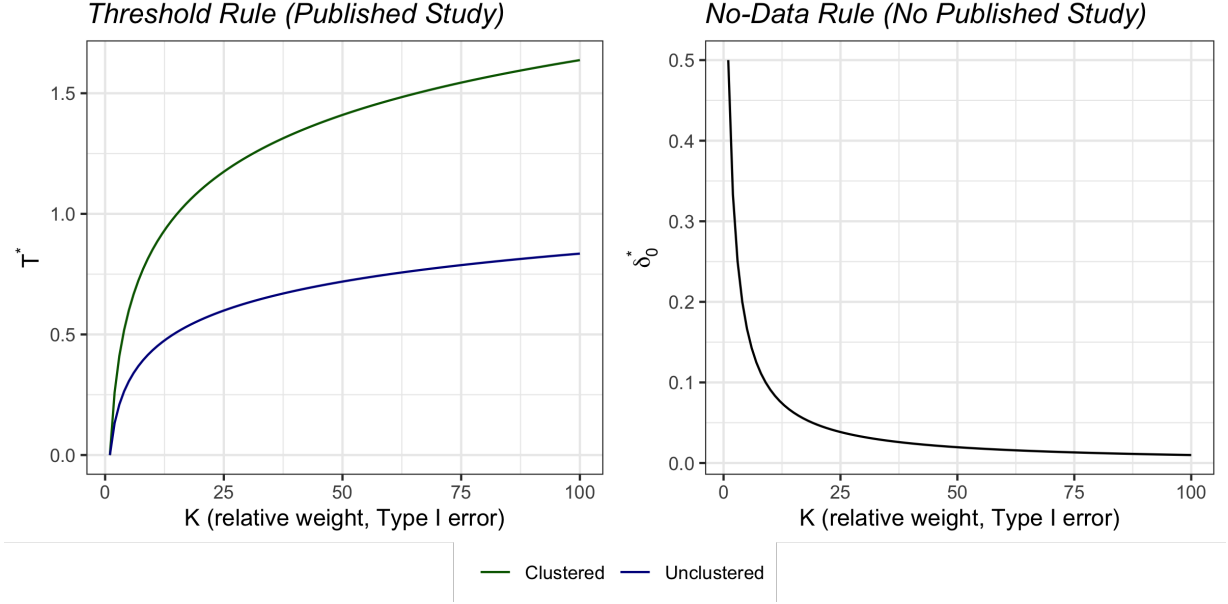 Threshold Rule (Published Study)
1.5
1.0
0.5
0.0
T*
0 25 50 75 100
K (relative weight, Type I error)
No-Data Rule (No Published Study)
0.5
0.4
0.3
0.2
0.1
0.0
δ₀*
0 25 50 75 100
K (relative weight, Type I error)
Clustered Unclustered